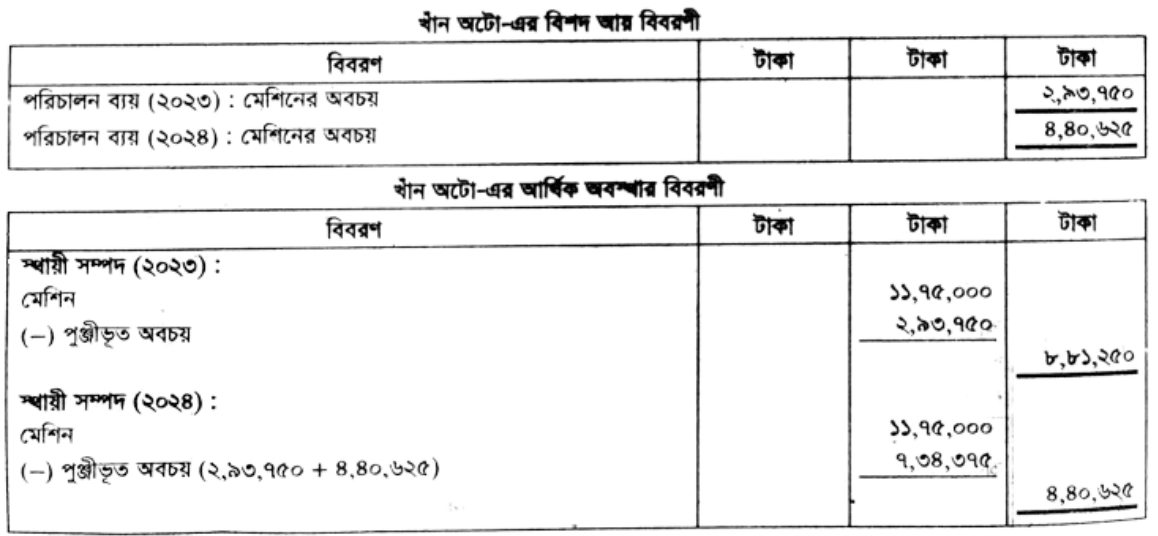 খাঁন অটো-এর বিশদ আয় বিবরণী
বিবরণ টাকা টাকা টাকা
পরিচালন ব্যয় (২০২৩) : মেশিনের অবচয় ২,৯৩,৭৫০
পরিচালন ব্যয় (২০২৪) : মেশিনের অবচয় ৪,৪০,৬২৫
খাঁন অটো-এর আর্থিক অবস্থার বিবরণী
বিবরণ টাকা টাকা টাকা
স্থায়ী সম্পদ (২০২৩) :
মেশিন ১১,৭৫,০০০
(–) পুঞ্জীভূত অবচয় ২,৯৩,৭৫০
৮,৮১,২৫০
স্থায়ী সম্পদ (২০২৪) :
মেশিন ১১,৭৫,০০০
(–) পুঞ্জীভূত অবচয় (২,৯৩,৭৫০ + ৪,৪০,৬২৫) ৭,৩৪,৩৭৫
৪,৪০,৬২৫